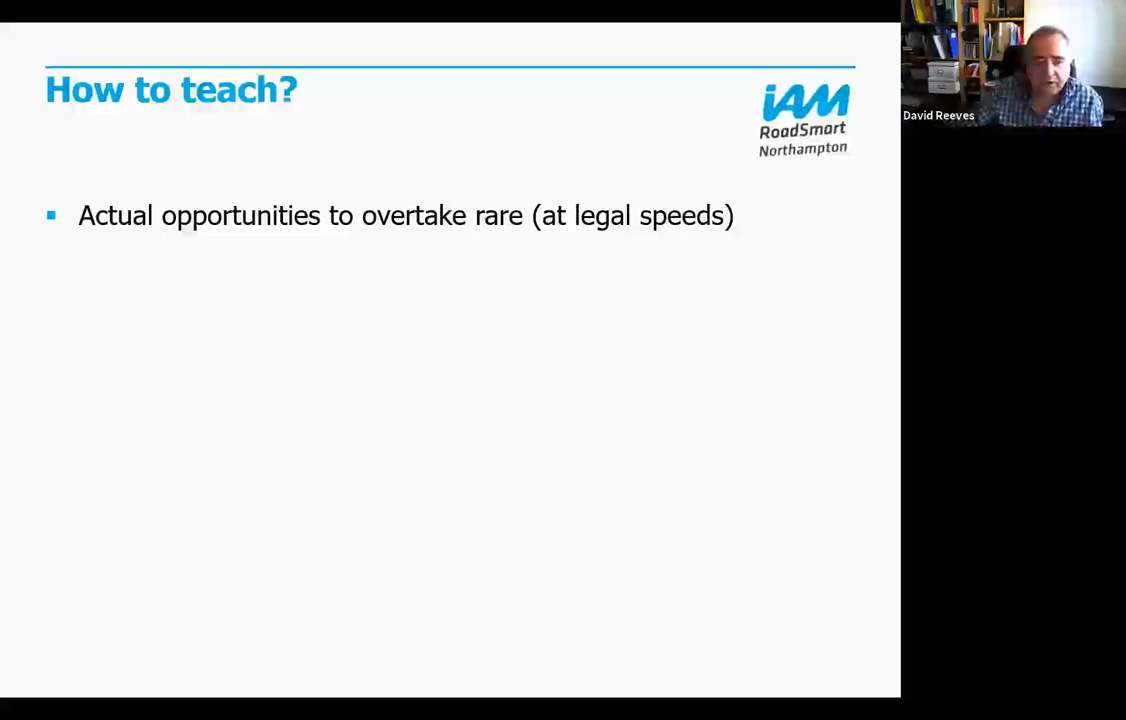 How to teach?
iAM
RoadSmart
Northampton
David Reeves
Actual opportunities to overtake rare (at legal speeds)